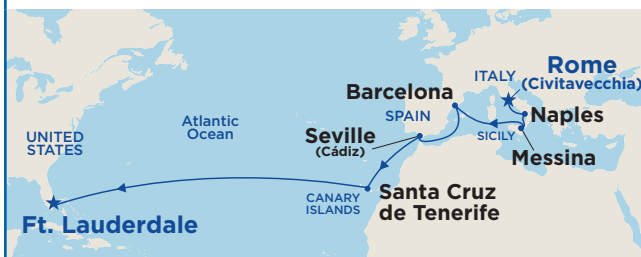 Rome
(Civitavecchia)
ITALY
Barcelona
Naples
SPAIN
Atlantic
Ocean
UNITED
STATES
Seville
(Cádiz)
SICILY
Messina
CANARY
ISLANDS
Santa Cruz
de Tenerife
Ft. Lauderdale